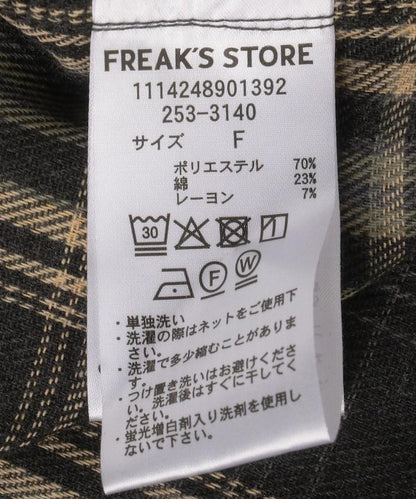 FREAK'S STORE
1114248901392
253-3140
サイズ F
ポリエステル 70%
綿 23%
レーヨン 7%
30
F W
・単独洗い
・洗濯の際はネットをご使用下
さい。
・洗濯で多少縮むことがありま
す。
・つけ置き洗いはお避けくださ
い。洗濯後はすぐに干してく
ださい。
・蛍光増白剤入り洗剤を使用し
ないで下さい。